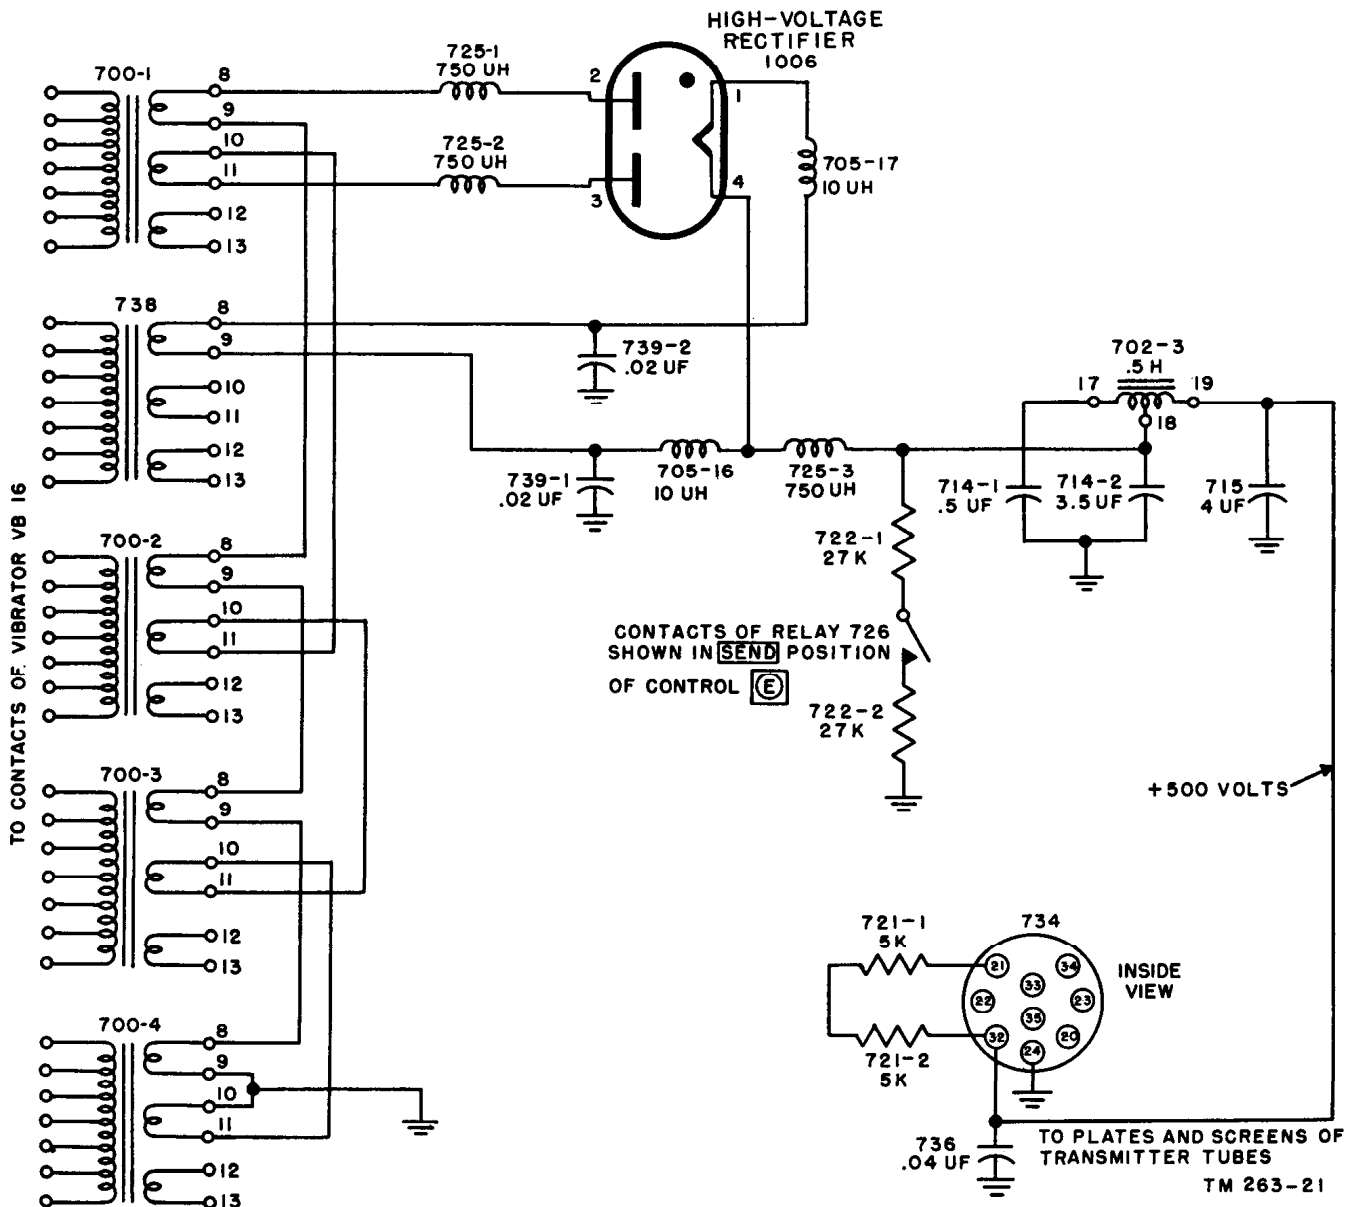 HIGH-VOLTAGE
RECTIFIER
1006
700-1
8
9
10
11
12
13
725-1
750 UH
725-2
750 UH
2
3
1
4
705-17
10 UH
738
8
9
10
11
12
13
739-2
.02 UF
739-1
.02 UF
705-16
10 UH
725-3
750 UH
702-3
.5 H
17
19
18
714-1
.5 UF
714-2
3.5 UF
715
4 UF
TO CONTACTS OF. VIBRATOR VB 16
700-2
8
9
10
11
12
13
722-1
27 K
CONTACTS OF RELAY 726
SHOWN IN SEND POSITION
OF CONTROL E
722-2
27 K
700-3
8
9
10
11
12
13
+500 VOLTS
700-4
8
9
10
11
12
13
721-1
5K
721-2
5K
734
21
34
33
22
23
35
32
20
24
INSIDE
VIEW
736
.04 UF
TO PLATES AND SCREENS OF
TRANSMITTER TUBES
TM 263-21